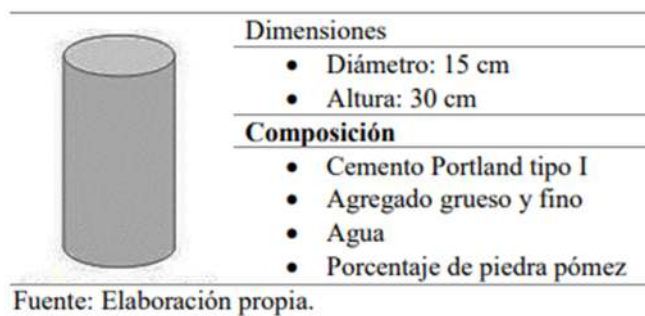 Dimensiones
• Diámetro: 15 cm
• Altura: 30 cm
Composición
• Cemento Portland tipo I
• Agregado grueso y fino
• Agua
• Porcentaje de piedra pómez
Fuente: Elaboración propia.